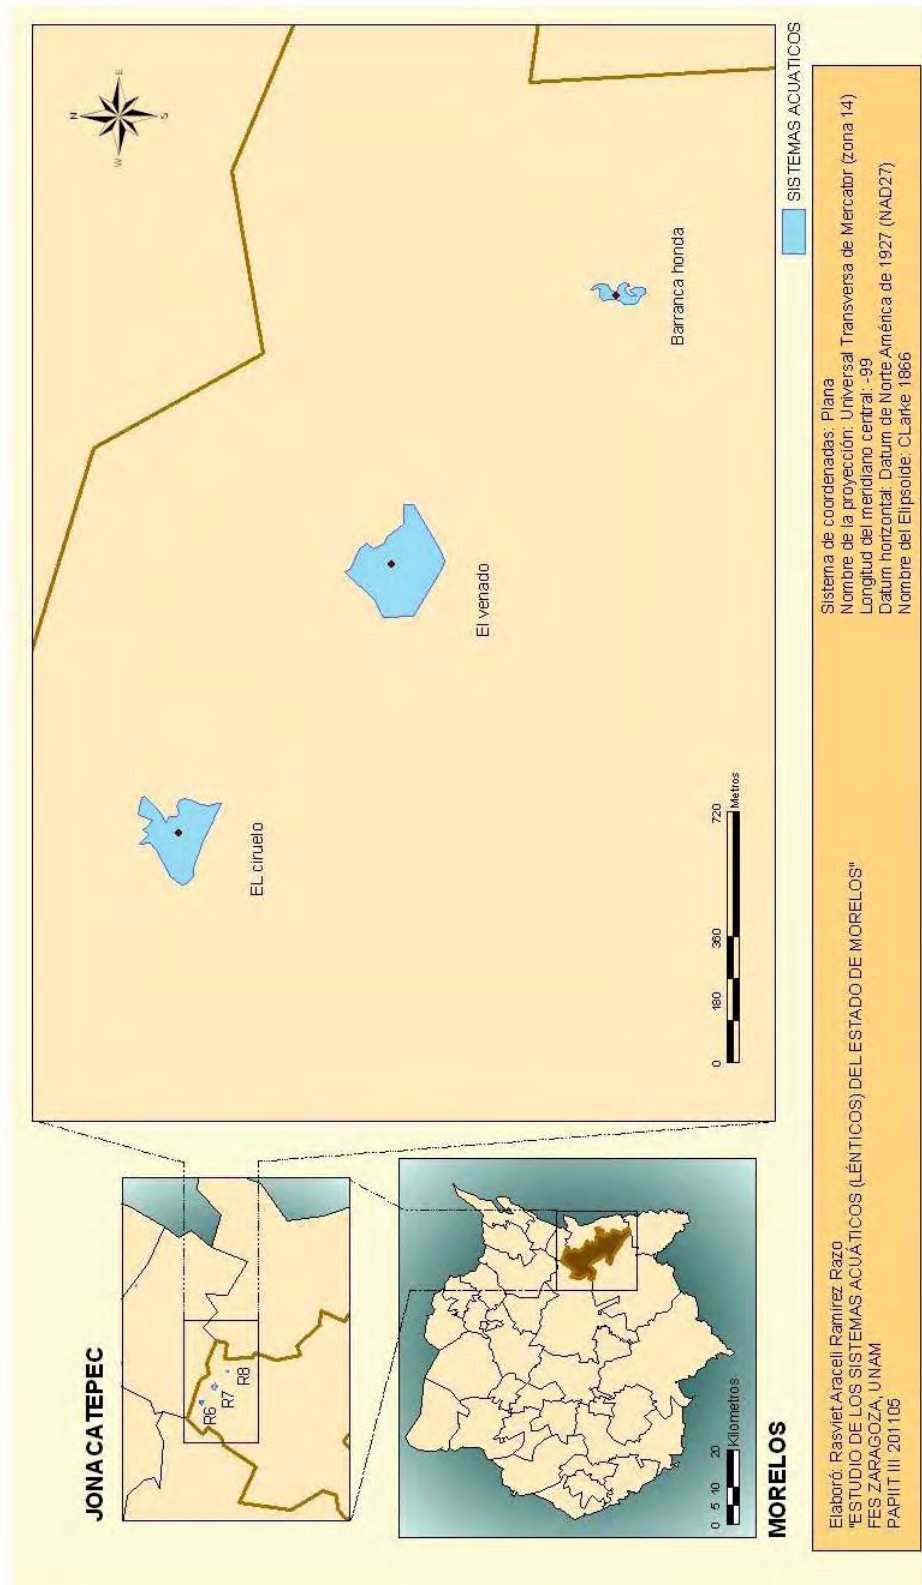 JONACATEPEC
R6
R7
R8
MORELOS
0 5 10 20
Kilometros
N
W
E
S
EL ciruelo
El venado
Barranca honda
0 180 360 720
Metros
SISTEMAS ACUATICOS
Elaboró: Rasviet Araceli Ramírez Razo
"ESTUDIO DE LOS SISTEMAS ACUÁTICOS (LÉNTICOS) DEL ESTADO DE MORELOS"
FES ZARAGOZA, UNAM
PAPIIT III 201105
Sistema de coordenadas: Plana
Nombre de la proyección: Universal Transversa de Mercator (zona 14)
Longitud del meridiano central: -99
Datum horizontal: Datum de Norte América de 1927 (NAD27)
Nombre del Elipsoide: CLarke 1866